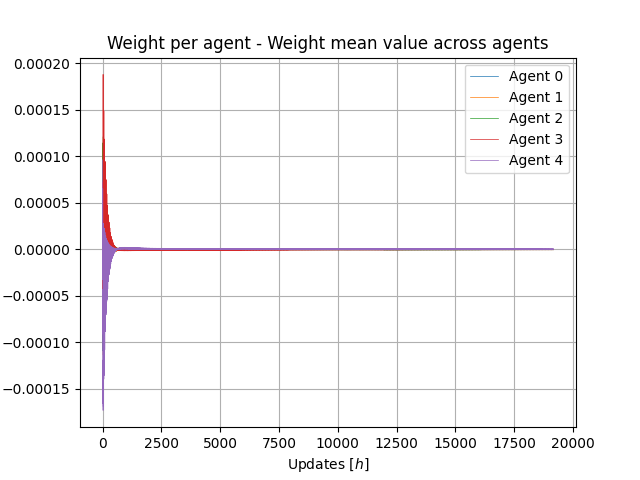 Weight per agent - Weight mean value across agents
0.00020
0.00015
0.00010
0.00005
0.00000
−0.00005
−0.00010
−0.00015
Agent 0
Agent 1
Agent 2
Agent 3
Agent 4
0 2500 5000 7500 10000 12500 15000 17500 20000
Updates [h]